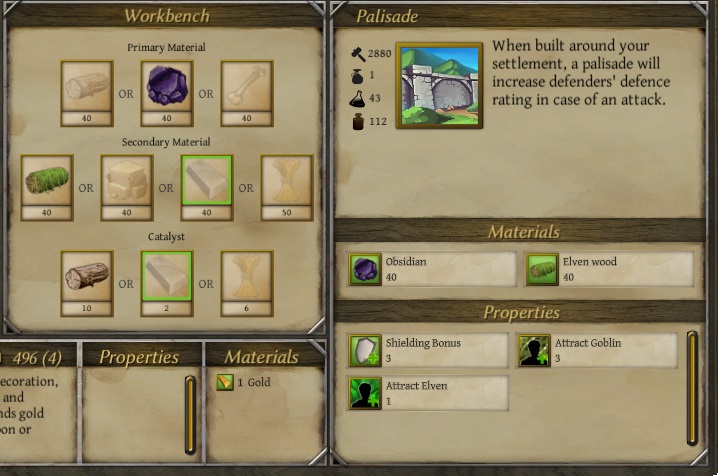 Workbench
Primary Material
OR
OR
40
40
40
Secondary Material
OR
OR
OR
40
40
40
50
Catalyst
OR
OR
10
2
6
496 (4)
ecoration,
and
nds gold
on or
Properties
Materials
1 Gold
Palisade
2880
1
43
112
When built around your
settlement, a palisade will
increase defenders' defence
rating in case of an attack.
Materials
Obsidian
40
Elven wood
40
Properties
Shielding Bonus
3
Attract Goblin
3
Attract Elven
1